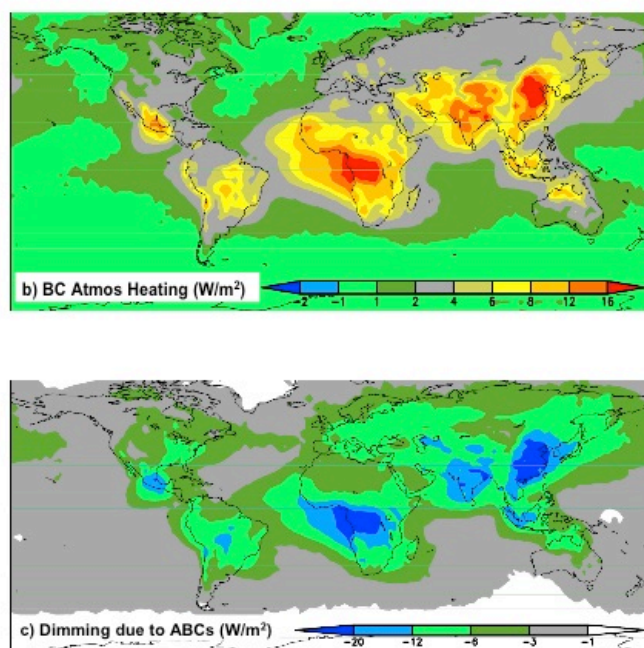 b) BC Atmos Heating (W/m²)
-2 -1 1 2 4 6 8 12 16
c) Dimming due to ABCs (W/m²)
-20 -12 -6 -3 -1